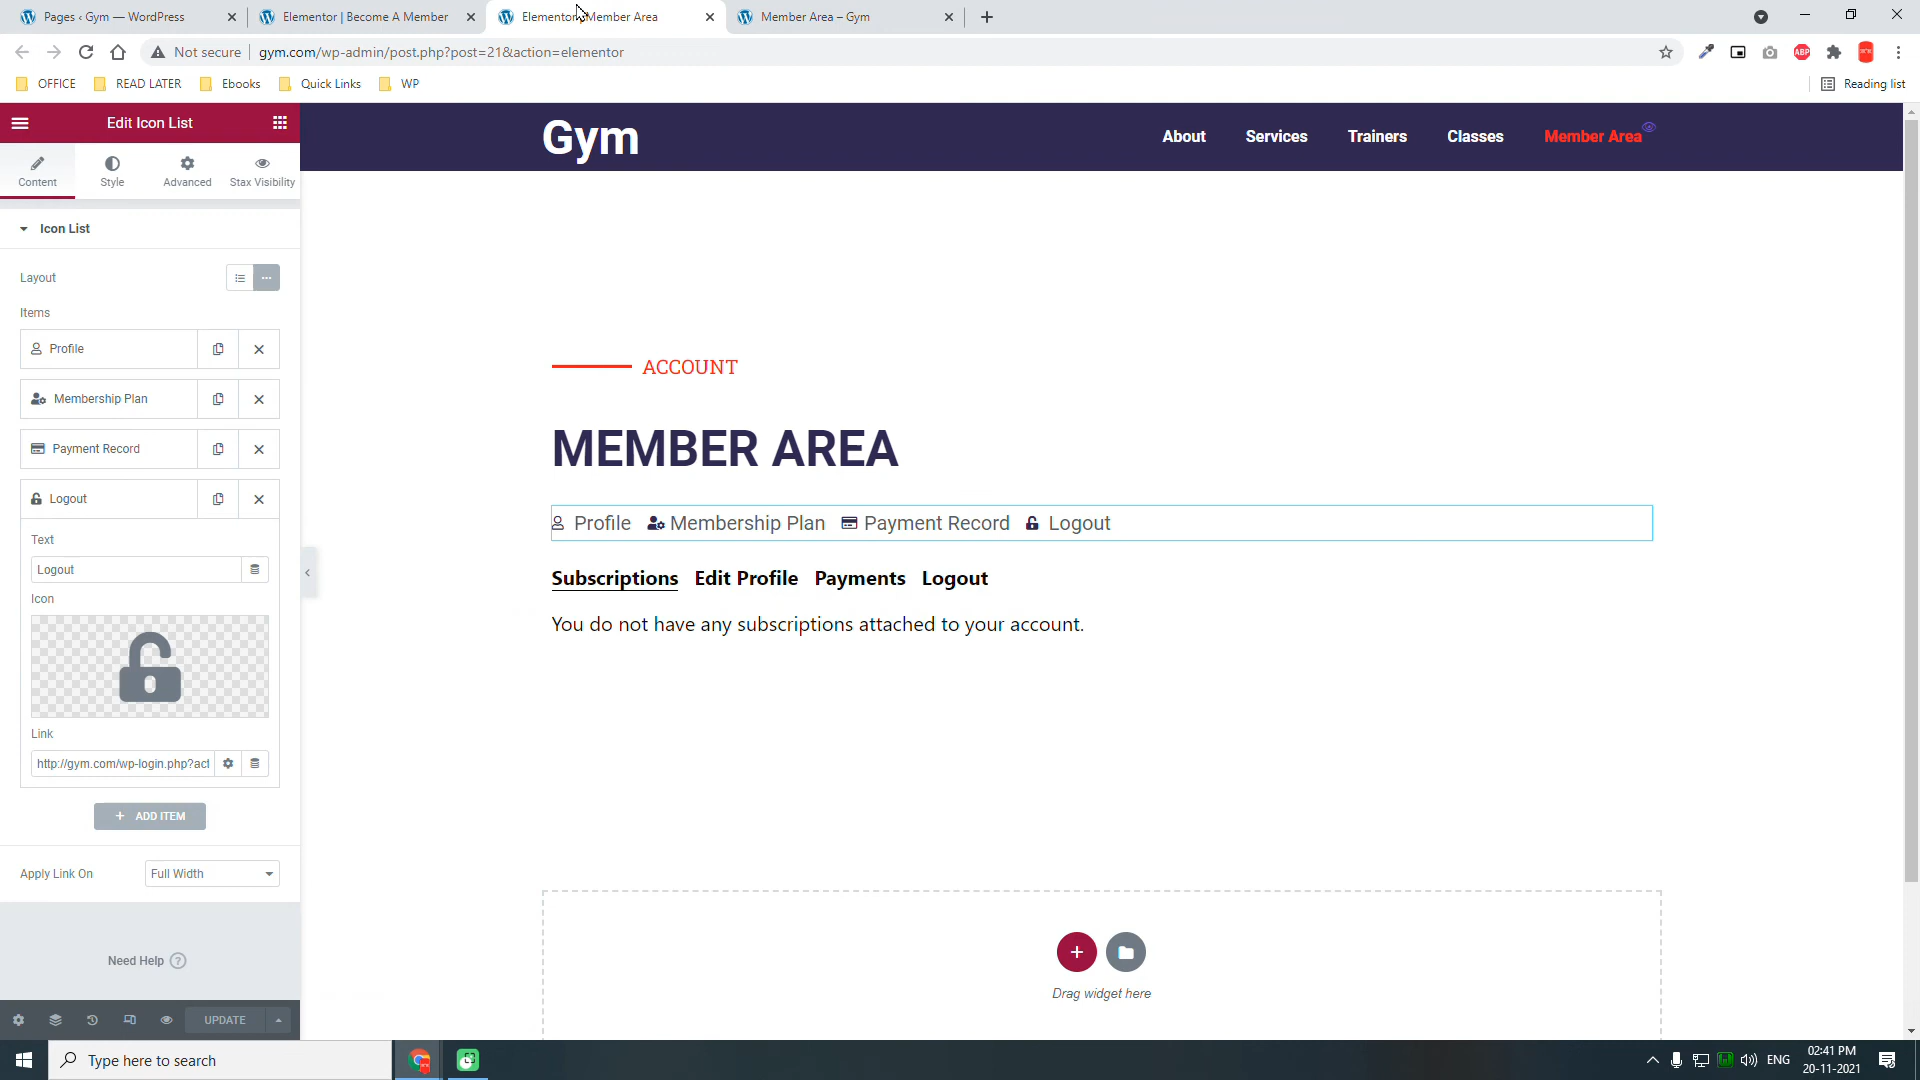 Pages ‹ Gym — WordPress
Elementor | Become A Member
Elementor | Member Area
Member Area – Gym
Not secure
gym.com/wp-admin/post.php?post=21&action=elementor
ABP
OFFICE
READ LATER
Ebooks
Quick Links
WP
Reading list
Edit Icon List
Content
Style
Advanced
Stax Visibility
Icon List
Layout
Items
Profile
Membership Plan
Payment Record
Logout
Text
Logout
Icon
Link
http://gym.com/wp-login.php?act
+ ADD ITEM
Apply Link On
Full Width
Need Help ?
UPDATE
Gym
About
Services
Trainers
Classes
Member Area
ACCOUNT
MEMBER AREA
Profile Membership Plan Payment Record Logout
Subscriptions Edit Profile Payments Logout
You do not have any subscriptions attached to your account.
Drag widget here
Type here to search
ENG
02:41 PM
20-11-2021